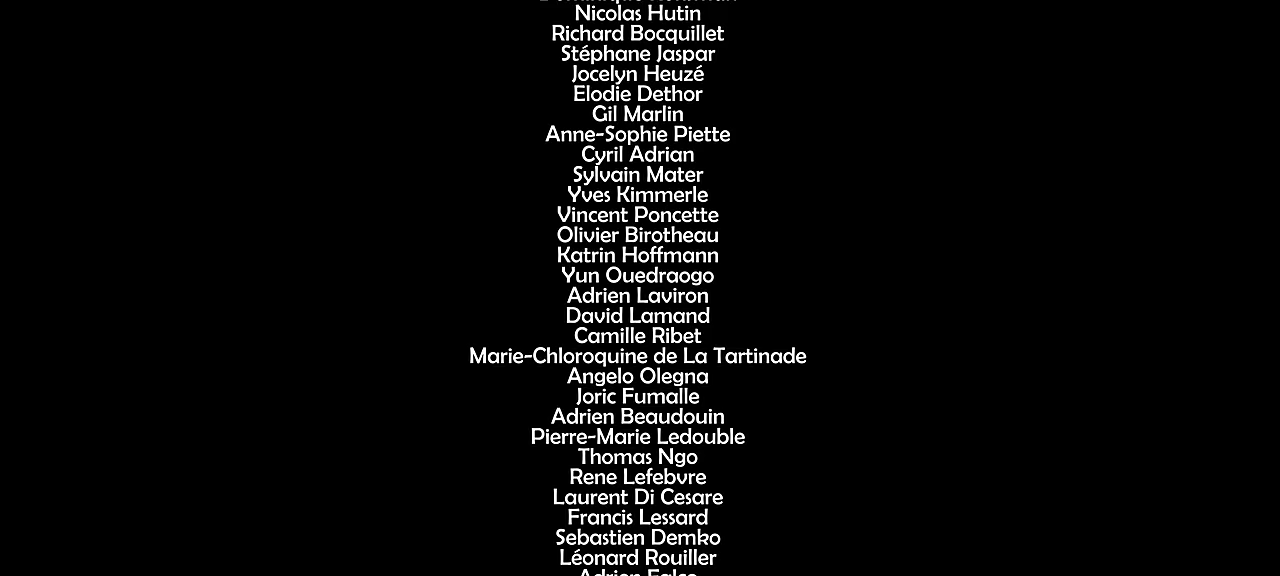 Nicolas Hutin
Richard Bocquillet
Stéphane Jaspar
Jocelyn Heuzé
Elodie Dethor
Gil Marlin
Anne-Sophie Piette
Cyril Adrian
Sylvain Mater
Yves Kimmerle
Vincent Poncette
Olivier Birotheau
Katrin Hoffmann
Yun Ouedraogo
Adrien Laviron
David Lamand
Camille Ribet
Marie-Chloroquine de La Tartinade
Angelo Olegna
Joric Fumalle
Adrien Beaudouin
Pierre-Marie Ledouble
Thomas Ngo
Rene Lefebvre
Laurent Di Cesare
Francis Lessard
Sebastien Demko
Léonard Rouiller